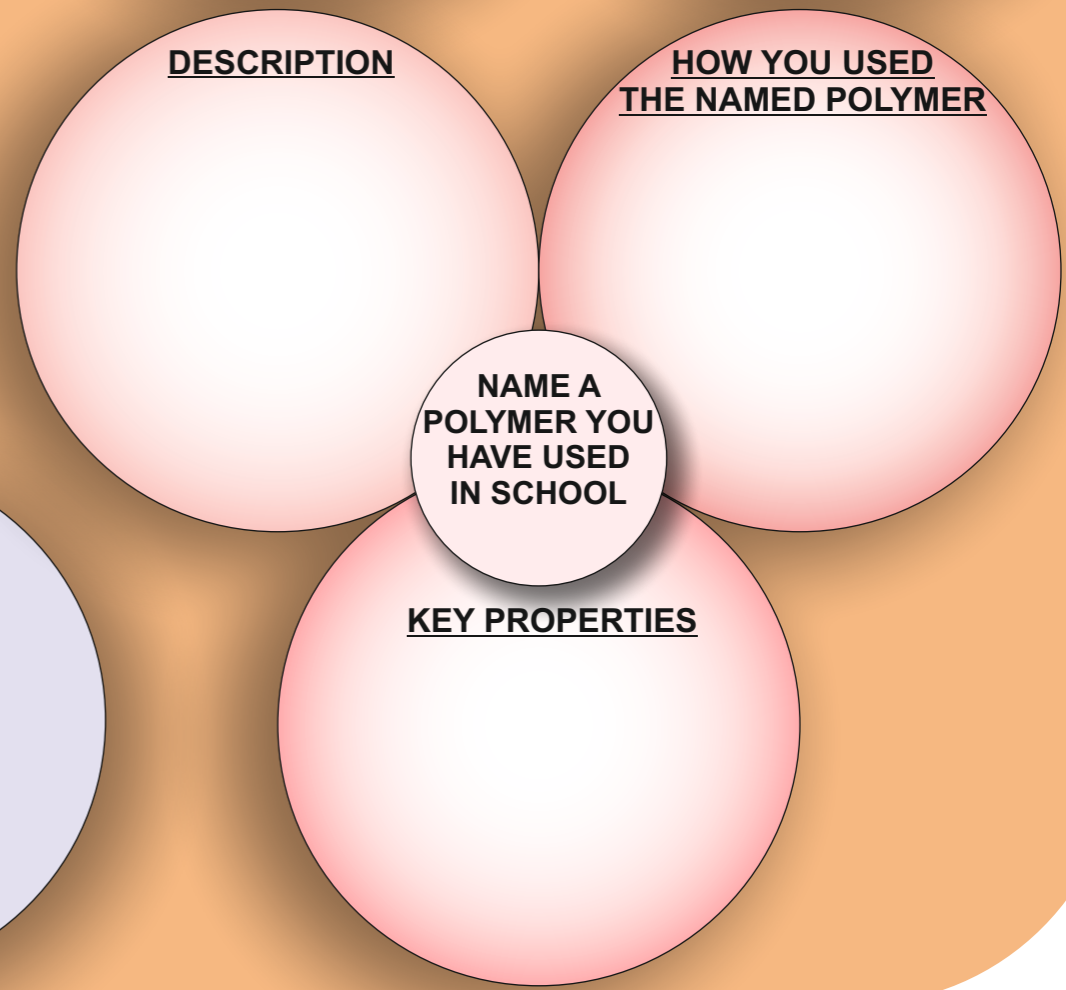 DESCRIPTION
HOW YOU USED
THE NAMED POLYMER
NAME A
POLYMER YOU
HAVE USED
IN SCHOOL
KEY PROPERTIES